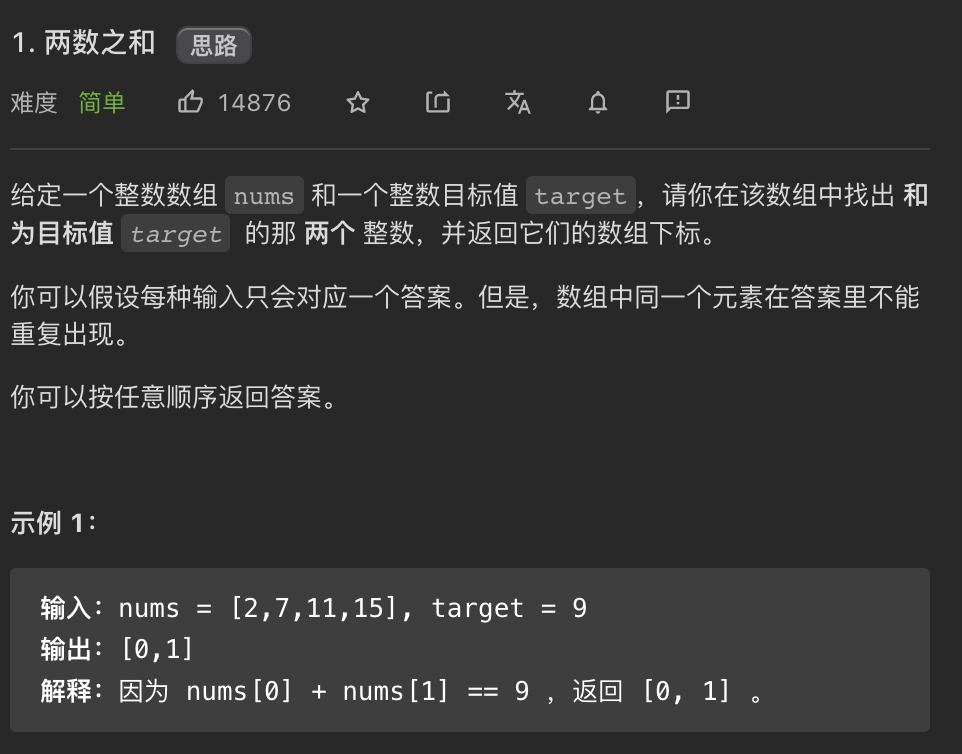 1. 两数之和 思路
难度 简单 14876
给定一个整数数组 nums 和一个整数目标值 target，请你在该数组中找出 和
为目标值 target 的那 两个 整数，并返回它们的数组下标。
你可以假设每种输入只会对应一个答案。但是，数组中同一个元素在答案里不能
重复出现。
你可以按任意顺序返回答案。
示例 1：
输入：nums = [2,7,11,15], target = 9
输出：[0,1]
解释：因为 nums[0] + nums[1] == 9 ，返回 [0, 1] 。